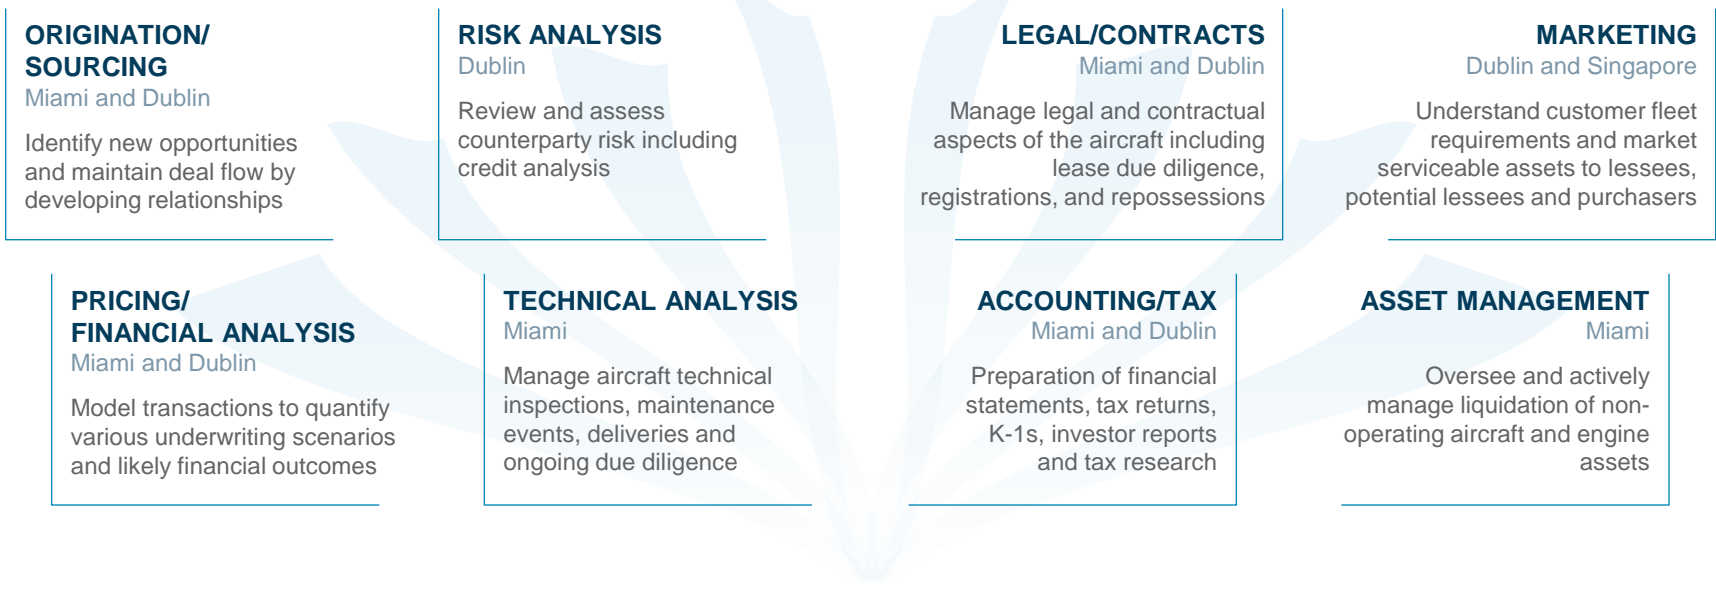 ORIGINATION/
SOURCING
Miami and Dublin
Identify new opportunities
and maintain deal flow by
developing relationships
RISK ANALYSIS
Dublin
Review and assess
counterparty risk including
credit analysis
LEGAL/CONTRACTS
Miami and Dublin
Manage legal and contractual
aspects of the aircraft including
lease due diligence,
registrations, and repossessions
MARKETING
Dublin and Singapore
Understand customer fleet
requirements and market
serviceable assets to lessees,
potential lessees and purchasers
PRICING/
FINANCIAL ANALYSIS
Miami and Dublin
Model transactions to quantify
various underwriting scenarios
and likely financial outcomes
TECHNICAL ANALYSIS
Miami
Manage aircraft technical
inspections, maintenance
events, deliveries and
ongoing due diligence
ACCOUNTING/TAX
Miami and Dublin
Preparation of financial
statements, tax returns,
K-1s, investor reports
and tax research
ASSET MANAGEMENT
Miami
Oversee and actively
manage liquidation of non-
operating aircraft and engine
assets